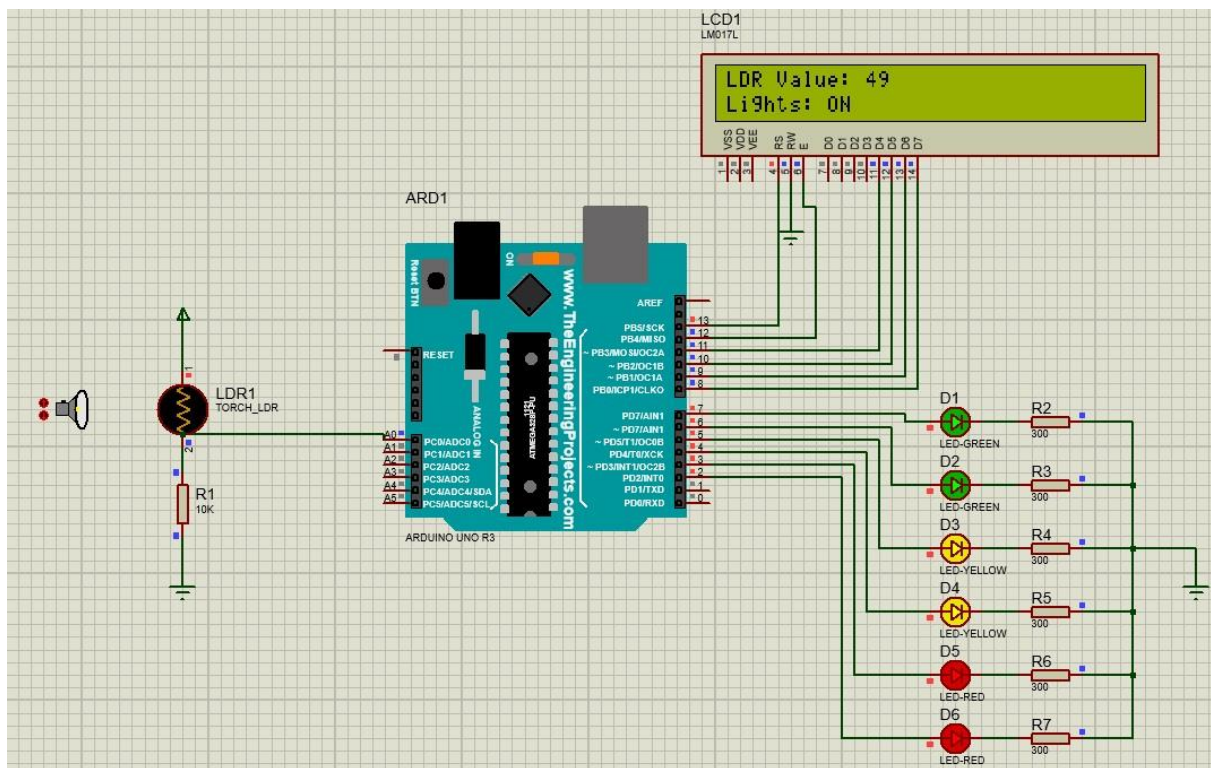 LCD1
LM017L
LDR Value: 49
Lights: ON
VSS
VDD
VEE
RS
RW
E
D0
D1
D2
D3
D4
D5
D6
D7
1
2
3
4
5
6
7
8
9
10
11
12
13
14
ARD1
Reset BTN
ON
www.TheEngineeringProjects.com
RESET
ANALOG IN
ATMEGA328P-PU
AREF
PB5/SCK
13
PB4/MISO
12
~ PB3/MOSI/OC2A
11
~ PB2/OC1B
10
~ PB1/OC1A
9
PB0/ICP1/CLKO
8
PD7/AIN1
7
~ PD7/AIN1
6
~ PD5/T1/OC0B
5
PD4/T0/XCK
4
~ PD3/INT1/OC2B
3
PD2/INT0
2
PD1/TXD
1
PD0/RXD
0
A0
PC0/ADC0
A1
PC1/ADC1
A2
PC2/ADC2
A3
PC3/ADC3
A4
PC4/ADC4/SDA
A5
PC5/ADC5/SCL
ARDUINO UNO R3
1
LDR1
TORCH_LDR
2
R1
10K
D1
LED-GREEN
R2
300
D2
LED-GREEN
R3
300
D3
LED-YELLOW
R4
300
D4
LED-YELLOW
R5
300
D5
LED-RED
R6
300
D6
LED-RED
R7
300